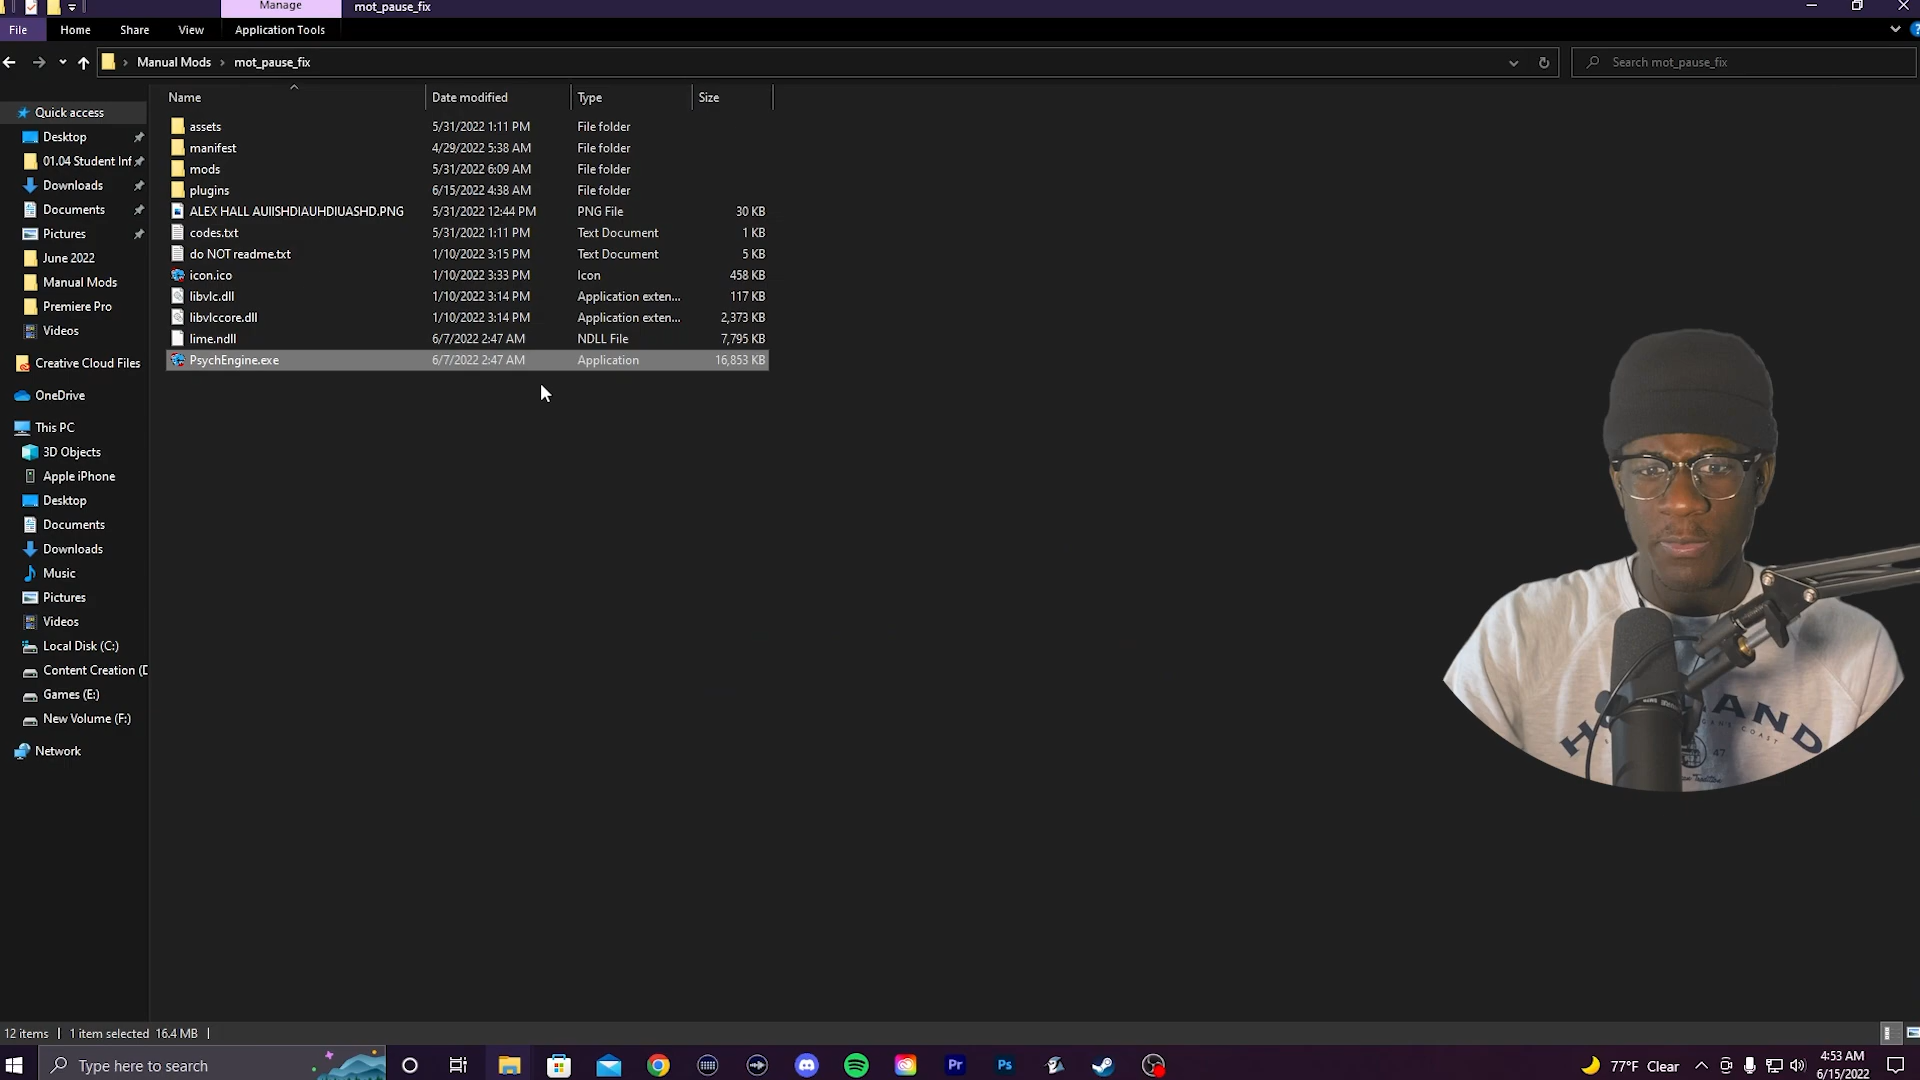 Manage mot_pause_fix
File Home Share View Application Tools
Manual Mods mot_pause_fix Search mot_pause_fix
Name Date modified Type Size
assets 5/31/2022 1:11 PM File folder
manifest 4/29/2022 5:38 AM File folder
mods 5/31/2022 6:09 AM File folder
plugins 6/15/2022 4:38 AM File folder
ALEX HALL AUIISHDIAUHDIUASHD.PNG 5/31/2022 12:44 PM PNG File 30 KB
codes.txt 5/31/2022 1:11 PM Text Document 1 KB
do NOT readme.txt 1/10/2022 3:15 PM Text Document 5 KB
icon.ico 1/10/2022 3:33 PM Icon 458 KB
libvlc.dll 1/10/2022 3:14 PM Application exten... 117 KB
libvlccore.dll 1/10/2022 3:14 PM Application exten... 2,373 KB
lime.ndll 6/7/2022 2:47 AM NDLL File 7,795 KB
PsychEngine.exe 6/7/2022 2:47 AM Application 16,853 KB
Quick access
Desktop
01.04 Student Inf
Downloads
Documents
Pictures
June 2022
Manual Mods
Premiere Pro
Videos
Creative Cloud Files
OneDrive
This PC
3D Objects
Apple iPhone
Desktop
Documents
Downloads
Music
Pictures
Videos
Local Disk (C:)
Content Creation (D
Games (E:)
New Volume (F:)
Network
47
12 items 1 item selected 16.4 MB
Type here to search
Pr
Ps
77°F Clear
4:53 AM
6/15/2022